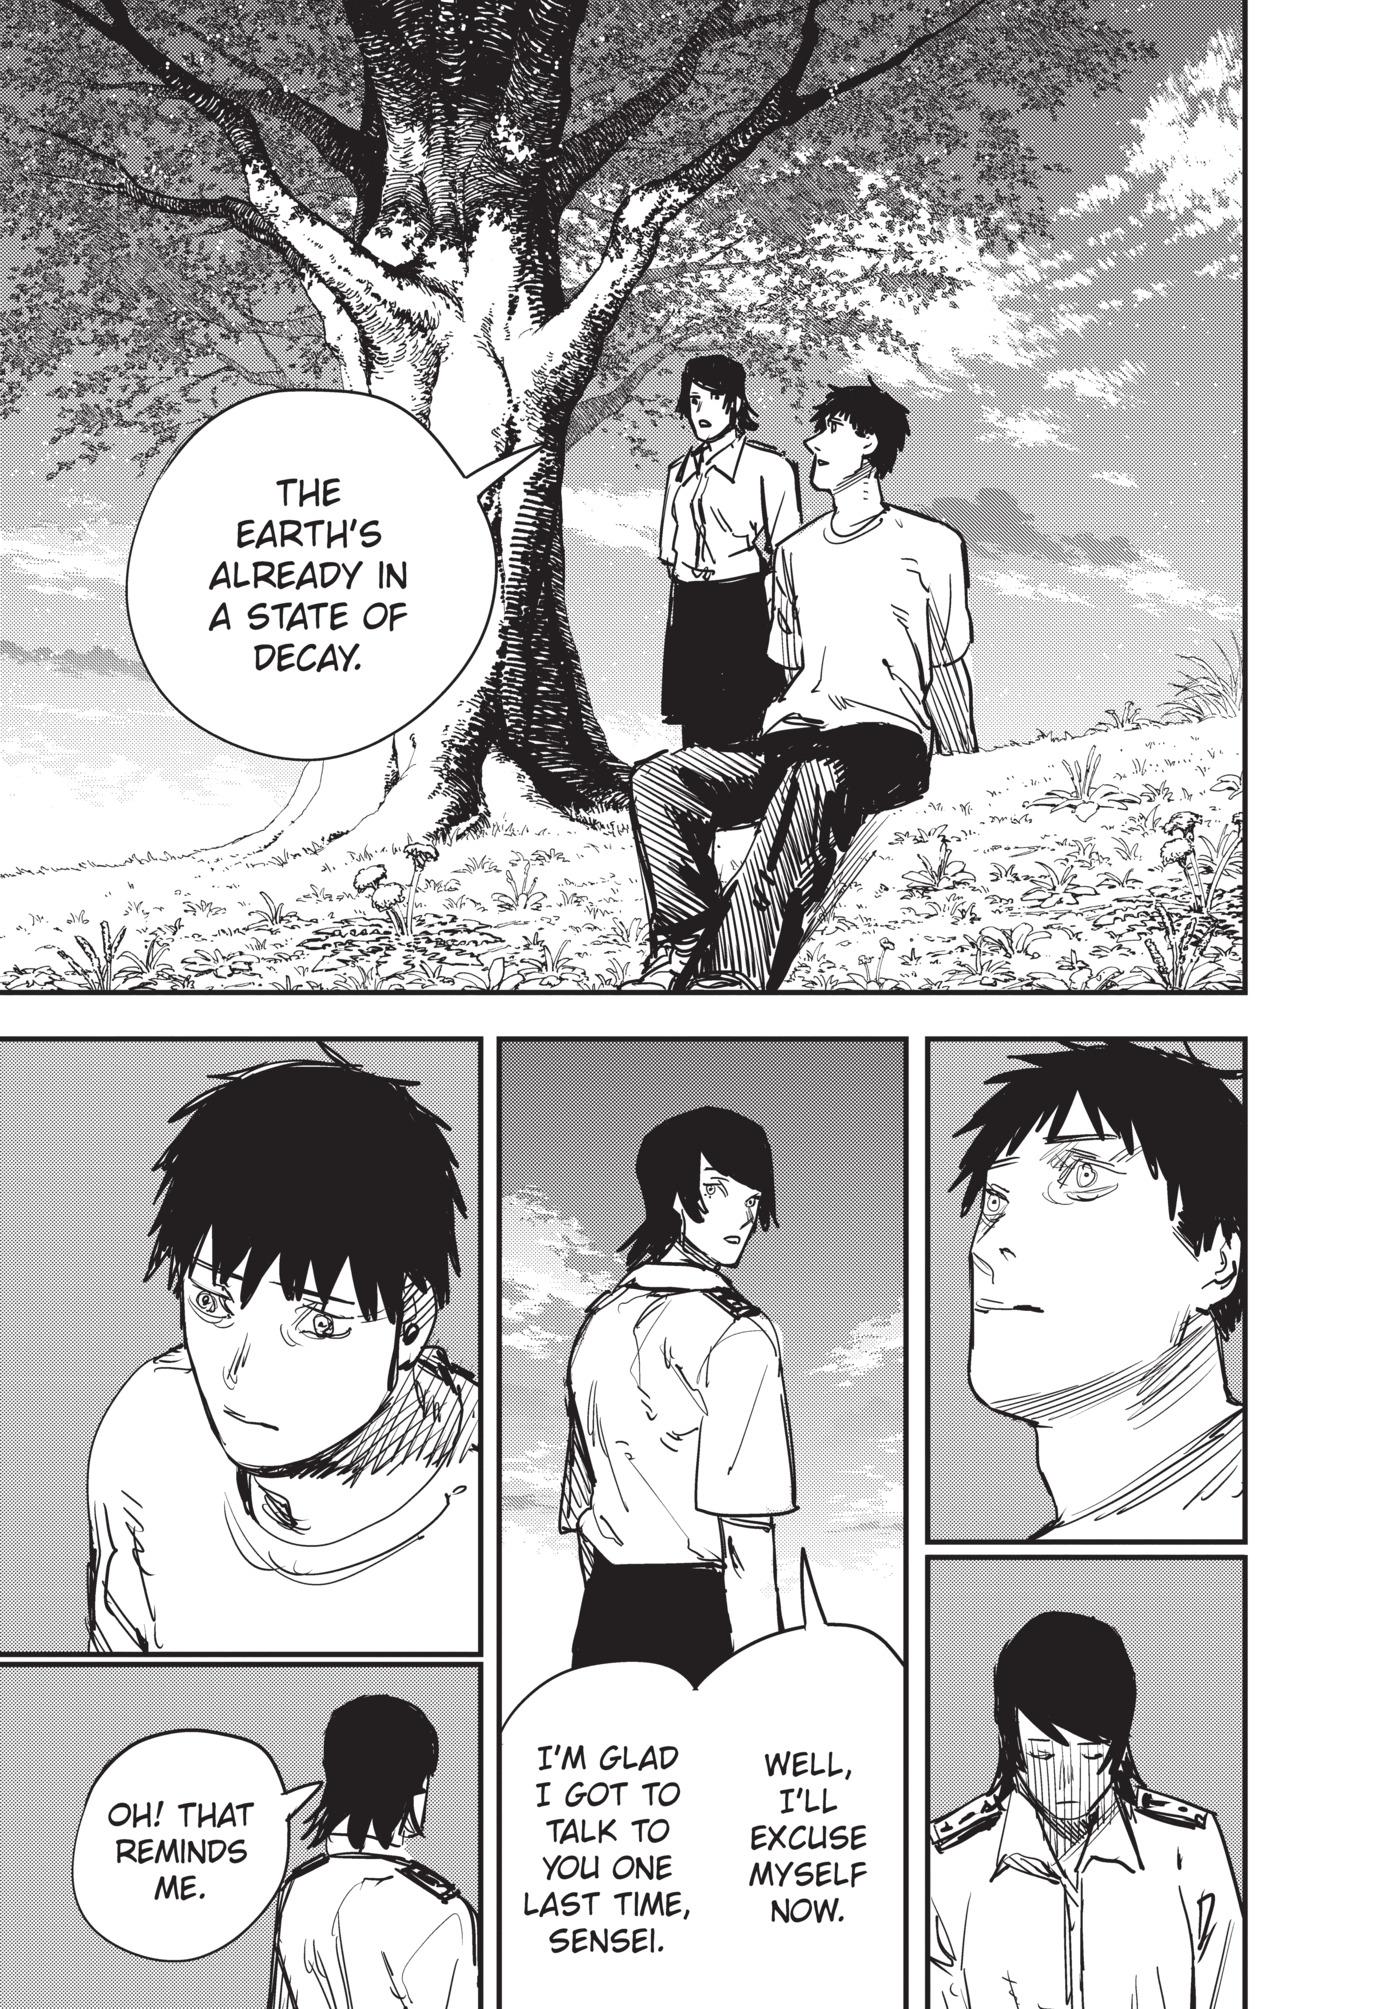 THE
EARTH'S
ALREADY IN
A STATE OF
DECAY.
WELL,
I'LL
EXCUSE
MYSELF
NOW.
I'M GLAD
I GOT TO
TALK TO
YOU ONE
LAST TIME,
SENSEI.
OH! THAT
REMINDS
ME.